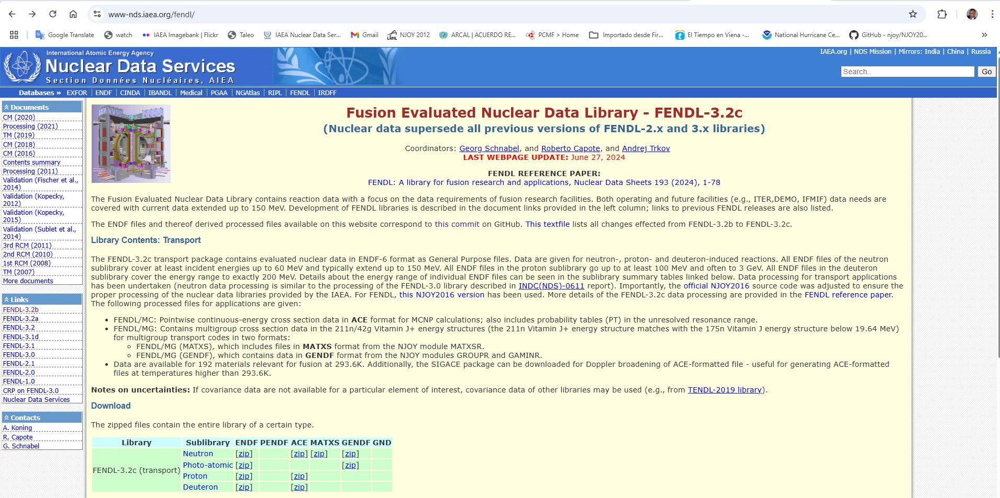 www-nds.iaea.org/fendl/
Google Translate
watch
IAEA Imagebank | Flickr
Taleo
IAEA Nuclear Data Ser...
Gmail
NJOY 2012
ARCAL | ACUERDO RE...
PCMF > Home
Importado desde Fir...
El Tiempo en Viena -...
National Hurricane Ce...
GitHub - njoy/NJOY20...
»
International Atomic Energy Agency
Nuclear Data Services
Section Données Nucléaires, AIEA
IAEA.org | NDS Mission | Mirrors: India | China | Russia
Search..
Go
Databases » EXFOR | ENDF | CINDA | IBANDL | Medical | PGAA | NGAtlas | RIPL | FENDL | IRDFF
Documents
CM (2020)
Processing (2021)
TM (2019)
CM (2018)
CM (2016)
Contents summary
Processing (2011)
Validation (Fischer et al.,
2014)
Validation (Kopecky,
2012)
Validation (Kopecky,
2015)
Validation (Sublet et al.,
2014)
3rd RCM (2011)
2nd RCM (2010)
1st RCM (2008)
TM (2007)
More documents
Links
FENDL-3.2b
FENDL-3.2a
FENDL-3.2
FENDL-3.1d
FENDL-3.1
FENDL-3.0
FENDL-2.1
FENDL-2.0
FENDL-1.0
CRP on FENDL-3.0
Nuclear Data Services
Contacts
A. Koning
R. Capote
G. Schnabel
Fusion Evaluated Nuclear Data Library - FENDL-3.2c
(Nuclear data supersede all previous versions of FENDL-2.x and 3.x libraries)
Coordinators: Georg Schnabel, and Roberto Capote, and Andrej Trkov
LAST WEBPAGE UPDATE: June 27, 2024
FENDL REFERENCE PAPER:
FENDL: A library for fusion research and applications, Nuclear Data Sheets 193 (2024), 1-78
The Fusion Evaluated Nuclear Data Library contains reaction data with a focus on the data requirements of fusion research facilities. Both operating and future facilities (e.g., ITER,DEMO, IFMIF) data needs are
covered with current data extended up to 150 MeV. Development of FENDL libraries is described in the document links provided in the left column; links to previous FENDL releases are also listed.
The ENDF files and thereof derived processed files available on this website correspond to this commit on GitHub. This textfile lists all changes effected from FENDL-3.2b to FENDL-3.2c.
Library Contents: Transport
The FENDL-3.2c transport package contains evaluated nuclear data in ENDF-6 format as General Purpose files. Data are given for neutron-, proton- and deuteron-induced reactions. All ENDF files of the neutron
sublibrary cover at least incident energies up to 60 MeV and typically extend up to 150 MeV. All ENDF files in the proton sublibrary go up to at least 100 MeV and often to 3 GeV. All ENDF files in the deuteron
sublibrary cover the energy range to exactly 200 MeV. Details about the energy range of individual ENDF files can be seen in the sublibrary summary tables linked below. Data processing for transport applications
has been undertaken (neutron data processing is similar to the processing of the FENDL-3.0 library described in INDC(NDS)-0611 report). Importantly, the official NJOY2016 source code was adjusted to ensure the
proper processing of the nuclear data libraries provided by the IAEA. For FENDL, this NJOY2016 version has been used. More details of the FENDL-3.2c data processing are provided in the FENDL reference paper.
The following processed files for applications are given:
• FENDL/MC: Pointwise continuous-energy cross section data in ACE format for MCNP calculations; also includes probability tables (PT) in the unresolved resonance range.
• FENDL/MG: Contains multigroup cross section data in the 211n/42g Vitamin J+ energy structures (the 211n Vitamin J+ energy structure matches with the 175n Vitamin J energy structure below 19.64 MeV)
for multigroup transport codes in two formats:
◦ FENDL/MG (MATXS), which includes files in MATXS format from the NJOY module MATXSR.
◦ FENDL/MG (GENDF), which contains data in GENDF format from the NJOY modules GROUPR and GAMINR.
• Data are available for 192 materials relevant for fusion at 293.6K. Additionally, the SIGACE package can be downloaded for Doppler broadening of ACE-formatted file - useful for generating ACE-formatted
files at temperatures higher than 293.6K.
Notes on uncertainties: If covariance data are not available for a particular element of interest, covariance data of other libraries may be used (e.g., from TENDL-2019 library).
Download
The zipped files contain the entire library of a certain type.
Library Sublibrary ENDF PENDF ACE MATXS GENDF GND
FENDL-3.2c (transport)
Neutron [zip] [zip] [zip] [zip]
Photo-atomic [zip] [zip]
Proton [zip] [zip]
Deuteron [zip] [zip]